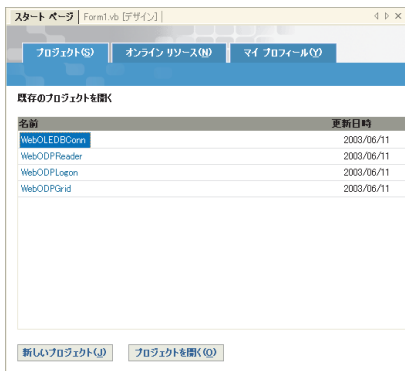 スタート ページ Form1.vb [デザイン]
プロジェクト(S) オンライン リソース(N) マイ プロフィール(Y)
既存のプロジェクトを開く
名前 更新日時
WebOLEDBConn 2003/06/11
WebODPReader 2003/06/11
WebODPLogon 2003/06/11
WebODPGrid 2003/06/11
新しいプロジェクト(J) プロジェクトを開く(O)